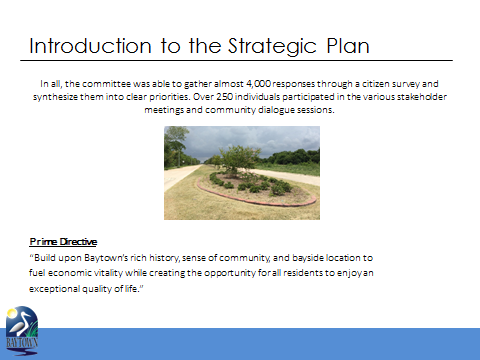 Introduction to the Strategic Plan
In all, the committee was able to gather almost 4,000 responses through a citizen survey and
synthesize them into clear priorities. Over 250 individuals participated in the various stakeholder
meetings and community dialogue sessions.
Prime Directive
“Build upon Baytown's rich history, sense of community, and bayside location to
fuel economic vitality while creating the opportunity for all residents to enjoy an
exceptional quality of life.”
BAYTOWN